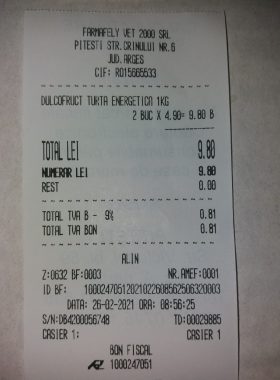 FARMAFELY VET 2000 SRL
PITESTI STR.CRINULUI NR.6
JUD.ARGES
CIF: RO15665533
DULCOFRUCT TURTA ENERGETICA 1KG
2 BUC X 4.90= 9.80 B
TOTAL LEI 9.80
NUMERAR LEI 9.80
REST 0.00
TOTAL TVA B - 9% 0.81
TOTAL TVA BON 0.81
ALIN
Z:0632 BF:0003 NR.AMEF:0001
ID BF: 10002470512021022608562506320003
DATA: 26-02-2021 ORA: 08:56:25
S/N:DB4200056748 TD:00029885
CASIER 1: CASIER 1
BON FISCAL
1000247051